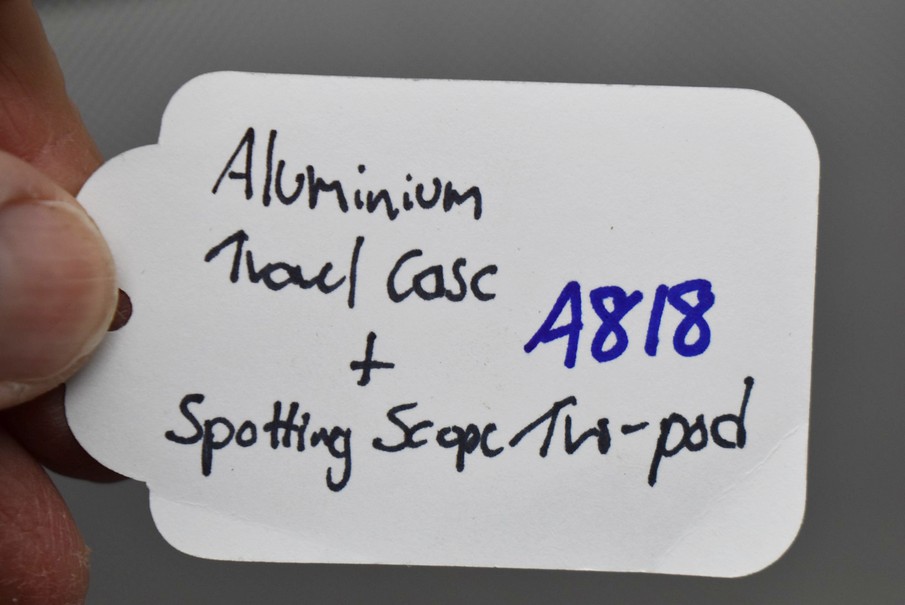 Aluminium
Travel Case
+
A818
Spotting Scope Tri-pod